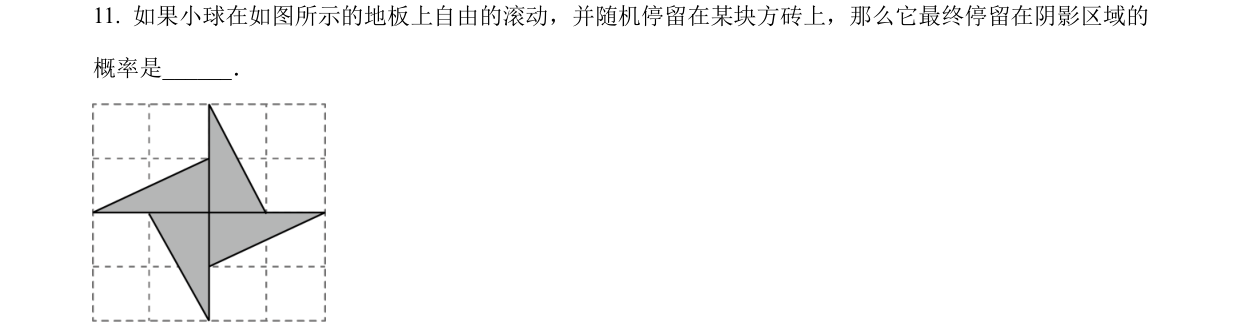 11. 如果小球在如图所示的地板上自由的滚动，并随机停留在某块方砖上，那么它最终停留在阴影区域的
概率是______．